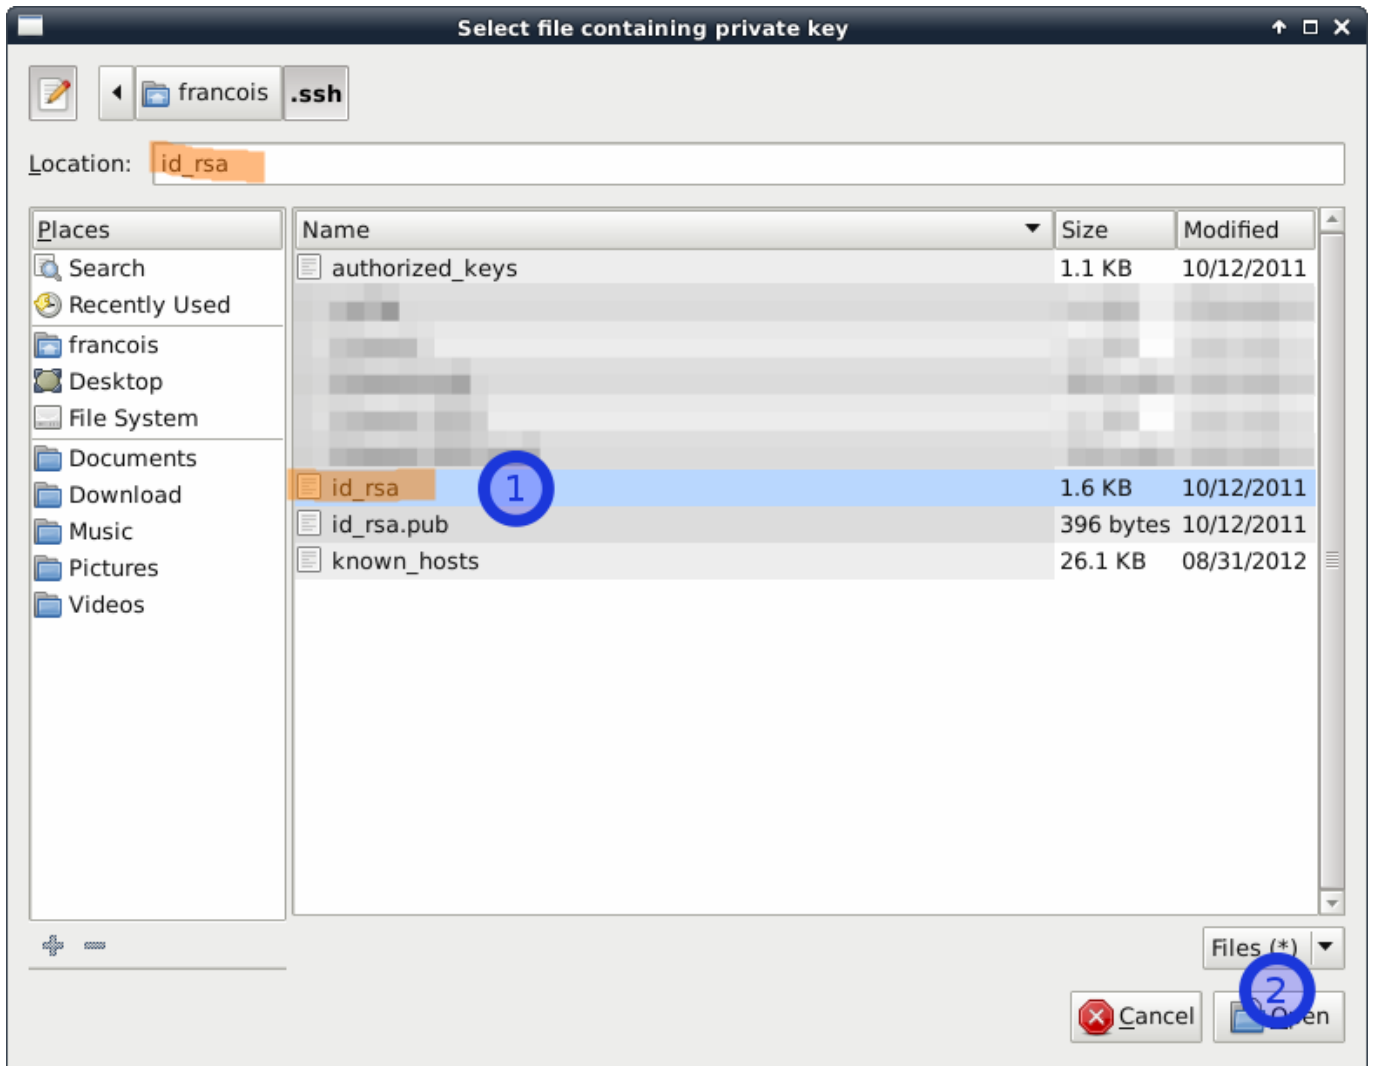 Select file containing private key
francois .ssh
Location: id_rsa
Places
Search
Recently Used
francois
Desktop
File System
Documents
Download
Music
Pictures
Videos
Name Size Modified
authorized_keys 1.1 KB 10/12/2011
id_rsa 1 1.6 KB 10/12/2011
id_rsa.pub 396 bytes 10/12/2011
known_hosts 26.1 KB 08/31/2012
Files (*)
2
Cancel Open